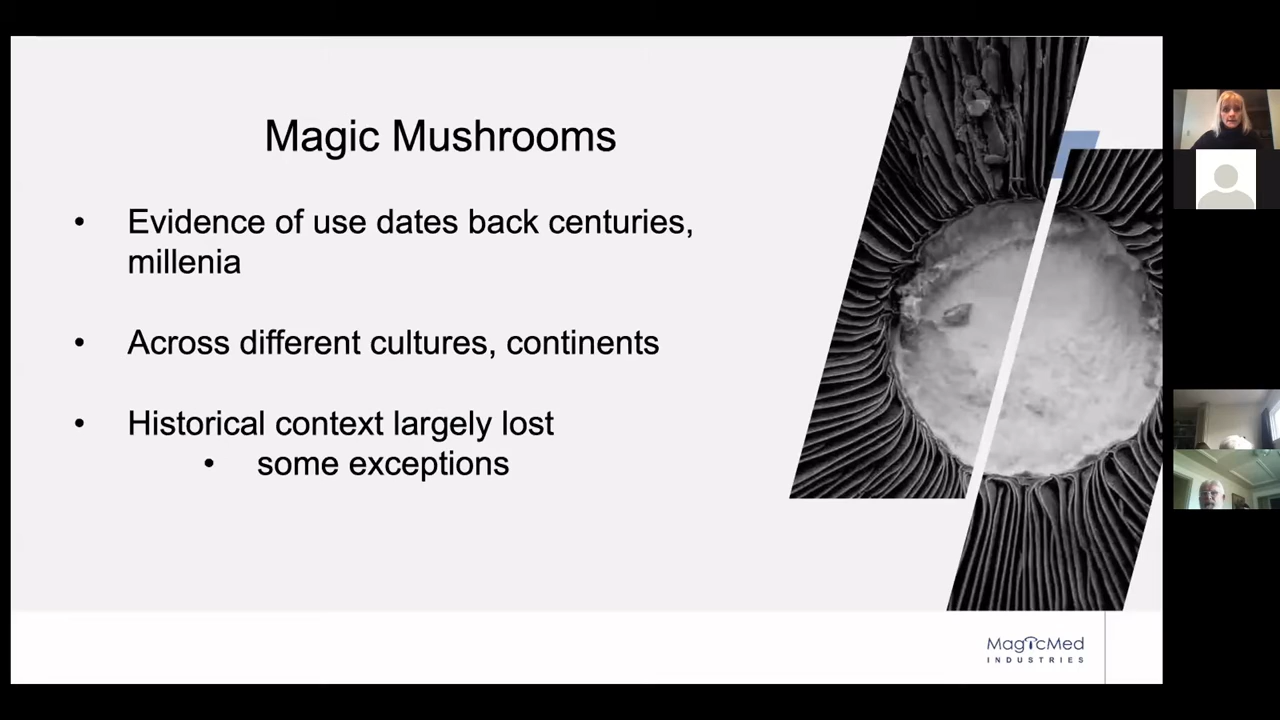 Magic Mushrooms
• Evidence of use dates back centuries,
millenia
• Across different cultures, continents
• Historical context largely lost
• some exceptions
MagicMed
INDUSTRIES